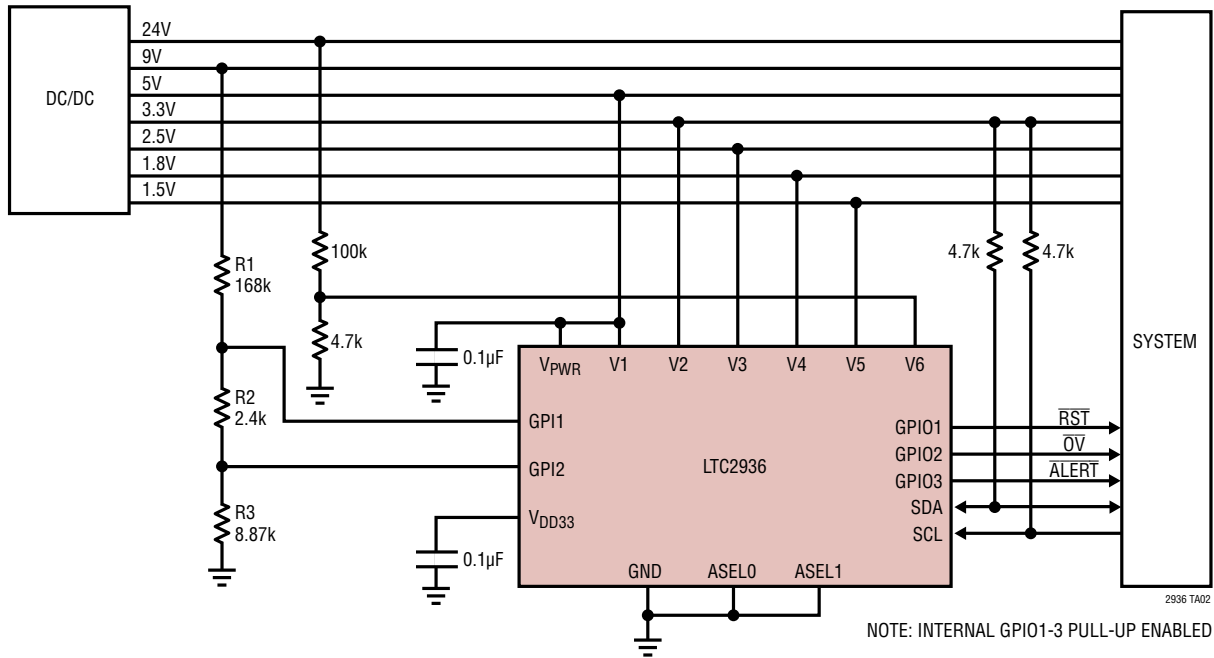 24V
9V
5V
3.3V
2.5V
1.8V
1.5V
DC/DC
SYSTEM
R1
168k
100k
4.7k
4.7k
4.7k
R2
2.4k
R3
8.87k
0.1µF
0.1µF
VPWR
V1
V2
V3
V4
V5
V6
GPI1
GPI2
VDD33
LTC2936
GPIO1
GPIO2
GPIO3
SDA
SCL
RST
OV
ALERT
GND
ASEL0
ASEL1
2936 TA02
NOTE: INTERNAL GPIO1-3 PULL-UP ENABLED